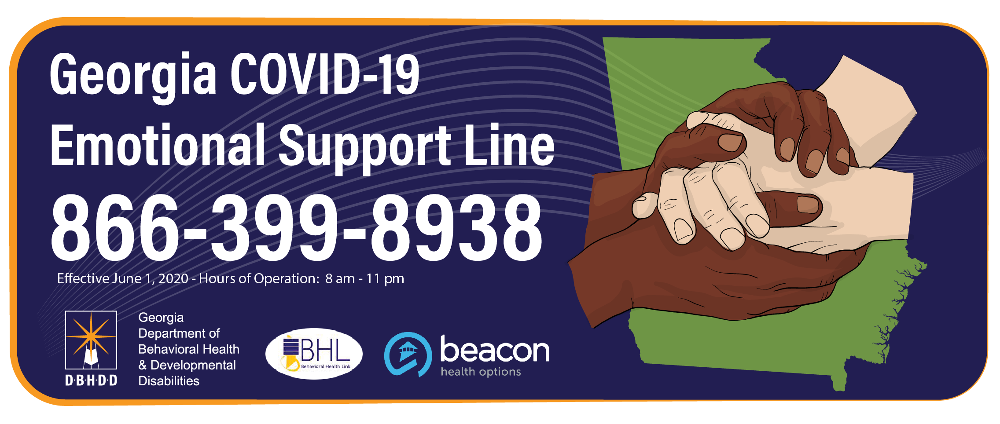 Georgia COVID-19
Emotional Support Line
866-399-8938
Effective June 1, 2020 - Hours of Operation:  8 am - 11 pm
D·B·H·D·D
Georgia
Department of
Behavioral Health
& Developmental
Disabilities
BHL
Behavioral Health Link
beacon
health options